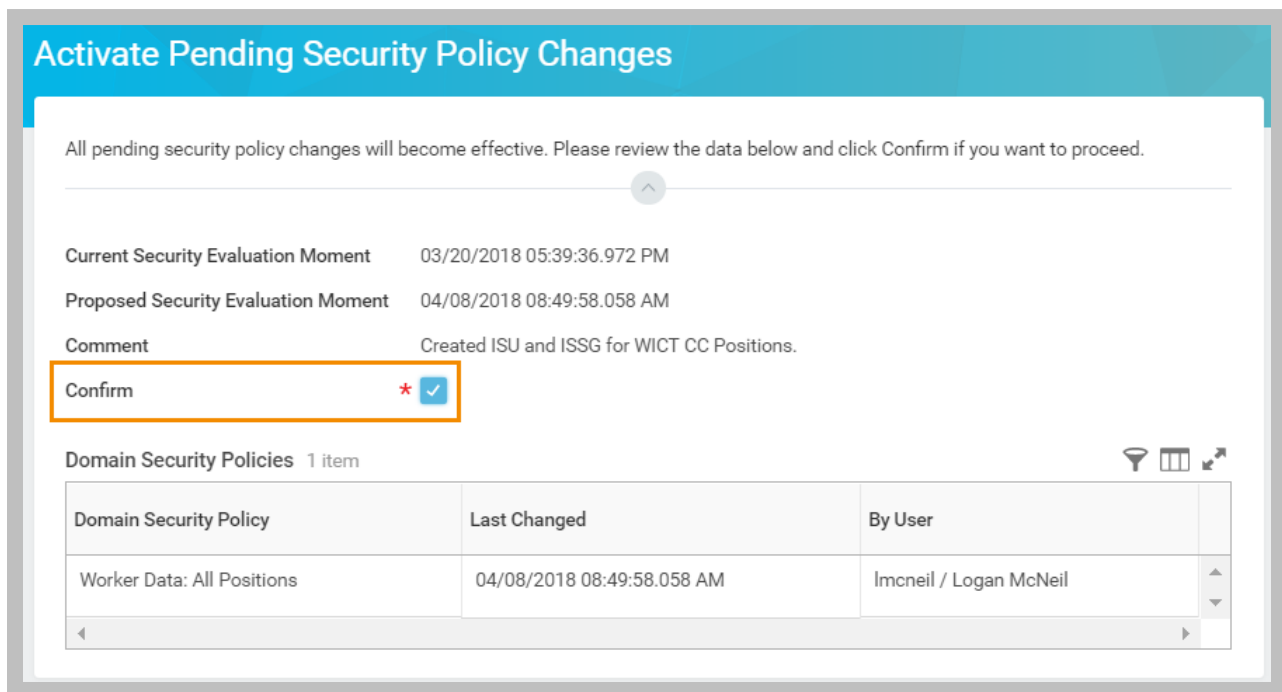 Activate Pending Security Policy Changes
All pending security policy changes will become effective. Please review the data below and click Confirm if you want to proceed.
Current Security Evaluation Moment 03/20/2018 05:39:36.972 PM
Proposed Security Evaluation Moment 04/08/2018 08:49:58.058 AM
Comment Created ISU and ISSG for WICT CC Positions.
Confirm *
Domain Security Policies 1 item
Domain Security Policy Last Changed By User
Worker Data: All Positions 04/08/2018 08:49:58.058 AM lmcneil / Logan McNeil